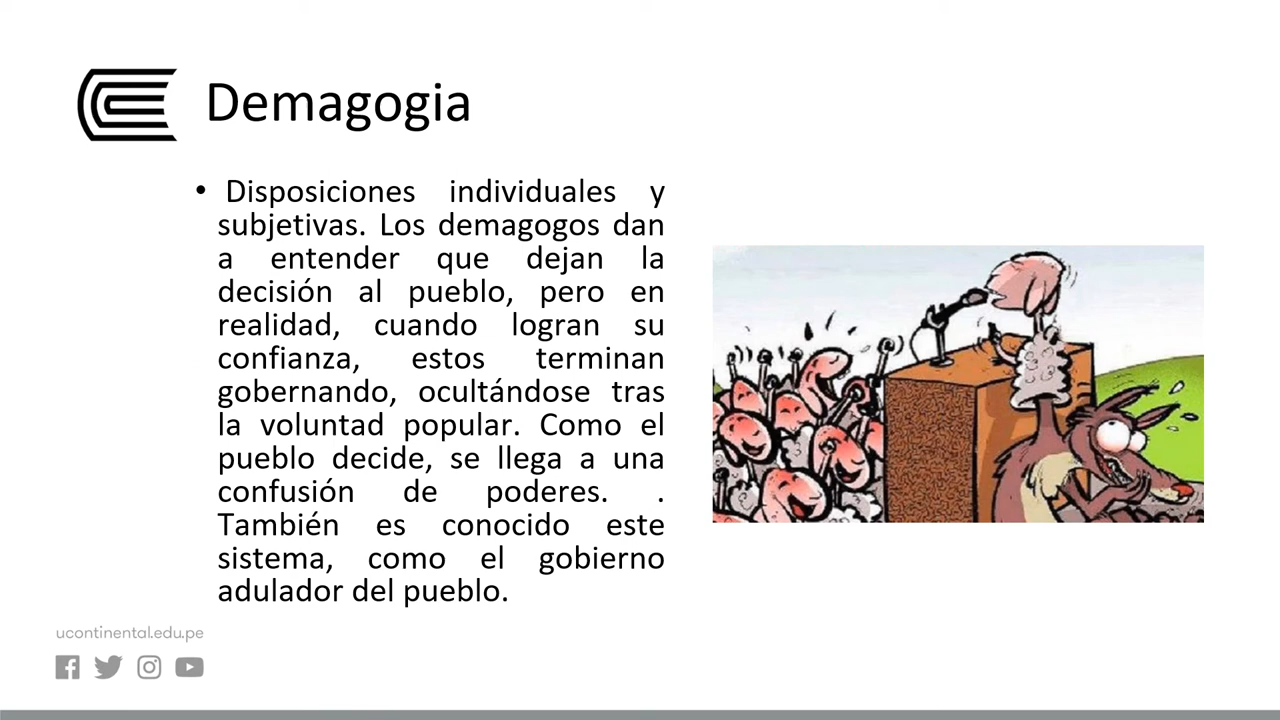 Demagogia
• Disposiciones individuales y
subjetivas. Los demagogos dan
a entender que dejan la
decisión al pueblo, pero en
realidad, cuando logran su
confianza, estos terminan
gobernando, ocultándose tras
la voluntad popular. Como el
pueblo decide, se llega a una
confusión de poderes. .
También es conocido este
sistema, como el gobierno
adulador del pueblo.
ucontinental.edu.pe